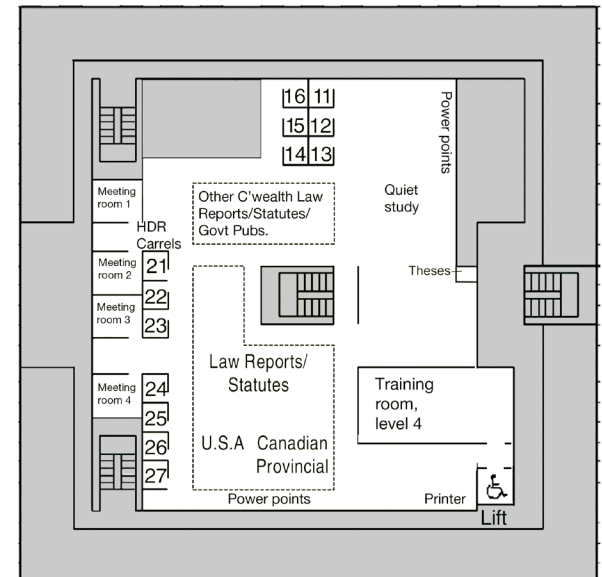 16 11
15 12
14 13
Power points
Meeting
room 1
Other C'wealth Law
Reports/Statutes/
Govt Pubs.
Quiet
study
HDR
Carrels
Meeting
room 2
21
Theses
22
Meeting
room 3
23
Law Reports/
Statutes
Meeting
room 4
24
Training
room,
level 4
25
U.S.A Canadian
Provincial
26
27
Power points
Printer
Lift